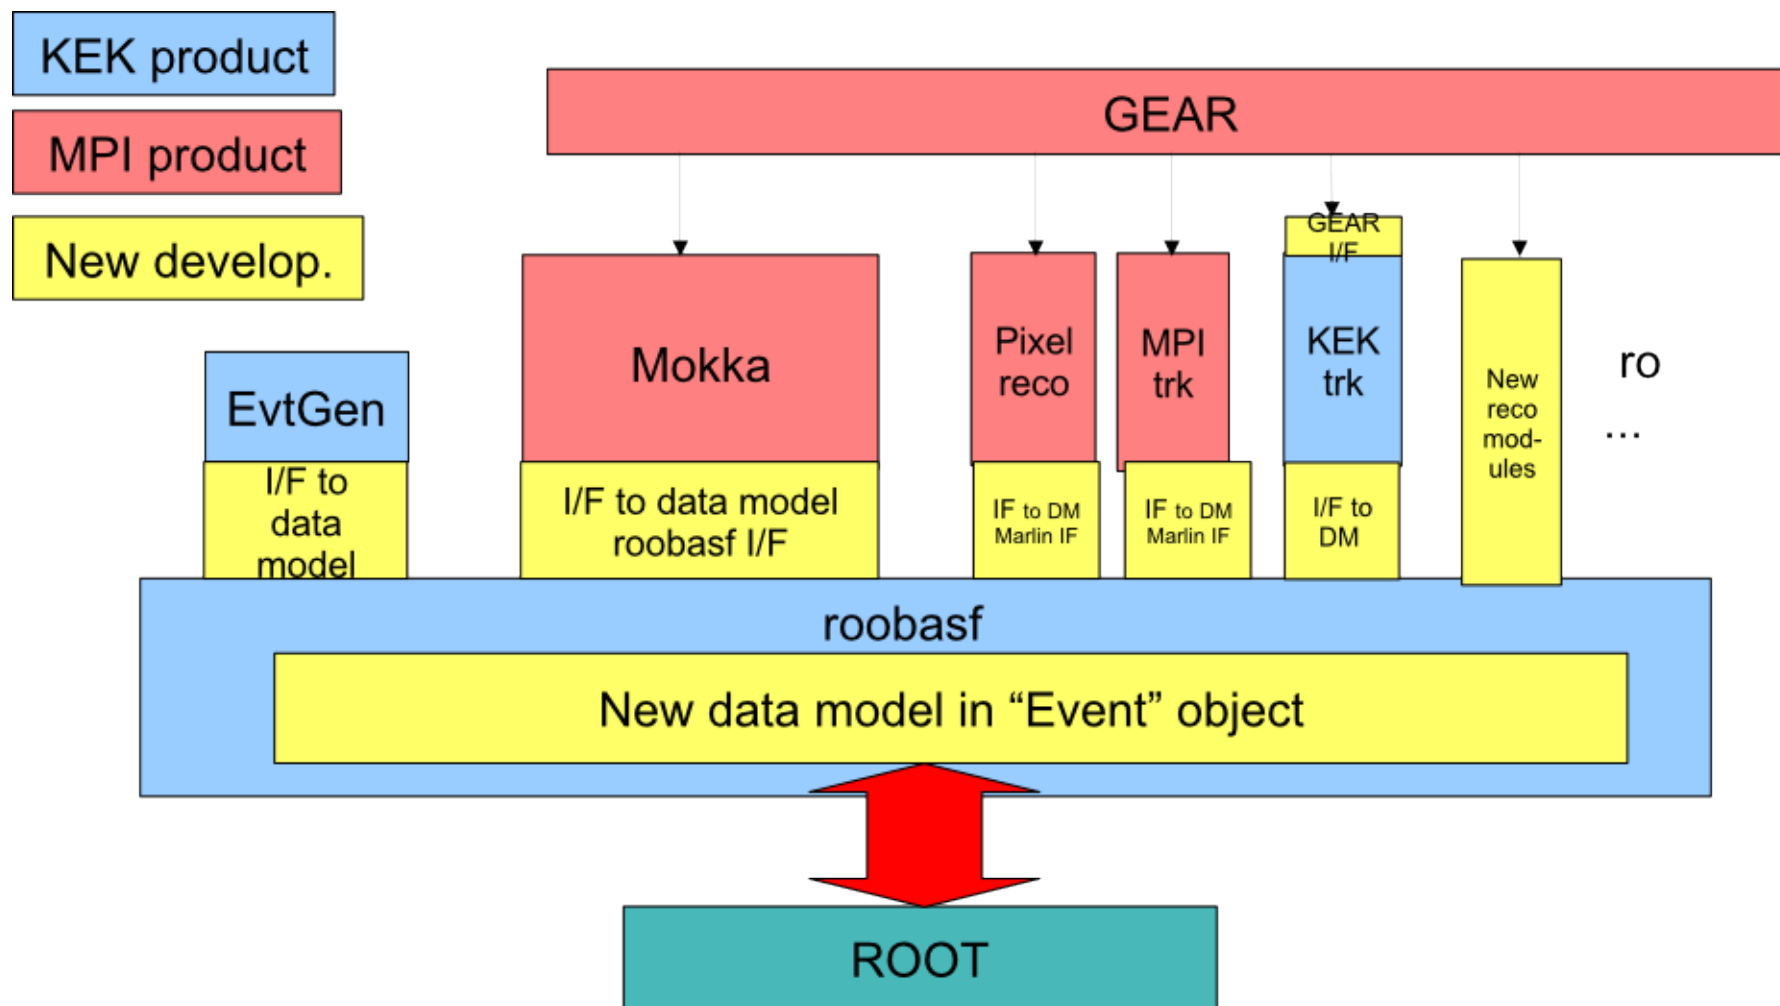 KEK product
MPI product
New develop.
GEAR
GEAR
I/F
EvtGen
Mokka
Pixel
reco
MPI
trk
KEK
trk
New
reco
mod-
ules
ro
...
I/F to
data
model
I/F to data model
roobasf I/F
IF to DM
Marlin IF
IF to DM
Marlin IF
I/F to
DM
roobasf
New data model in “Event” object
ROOT